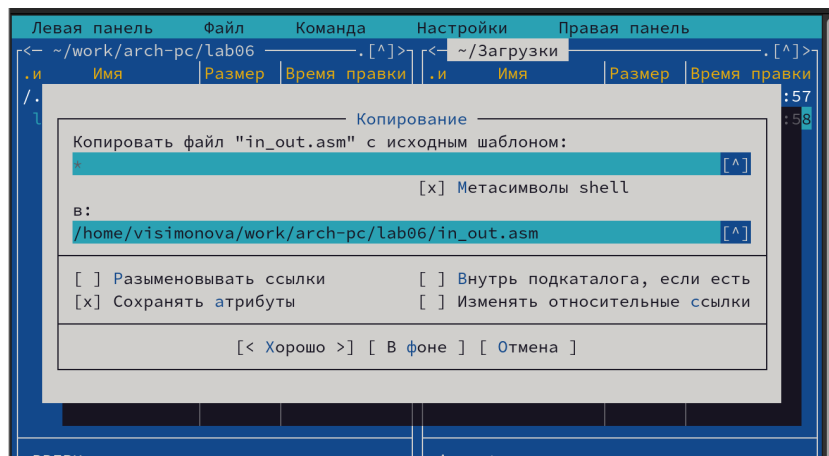 Левая панель Файл Команда Настройки Правая панель
<— ~/work/arch-pc/lab06 .[^]> <— ~/Загрузки .[^]>
.и Имя Размер Время правки .и Имя Размер Время правки
/. :57
l :58
Копирование
Копировать файл "in_out.asm" с исходным шаблоном:
* [^]
[x] Метасимволы shell
в:
/home/visimonova/work/arch-pc/lab06/in_out.asm [^]
[ ] Разыменовывать ссылки [ ] Внутрь подкаталога, если есть
[x] Сохранять атрибуты [ ] Изменять относительные ссылки
[< Хорошо >] [ В фоне ] [ Отмена ]